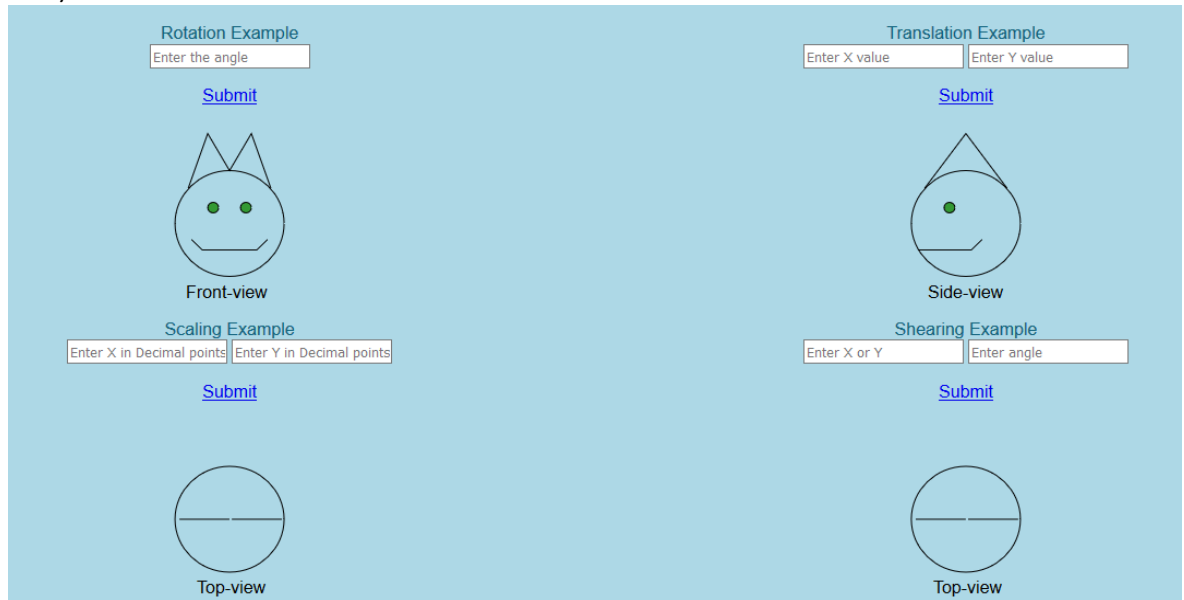 Rotation Example
Enter the angle
Submit
Front-view
Translation Example
Enter X value Enter Y value
Submit
Side-view
Scaling Example
Enter X in Decimal points Enter Y in Decimal points
Submit
Top-view
Shearing Example
Enter X or Y Enter angle
Submit
Top-view